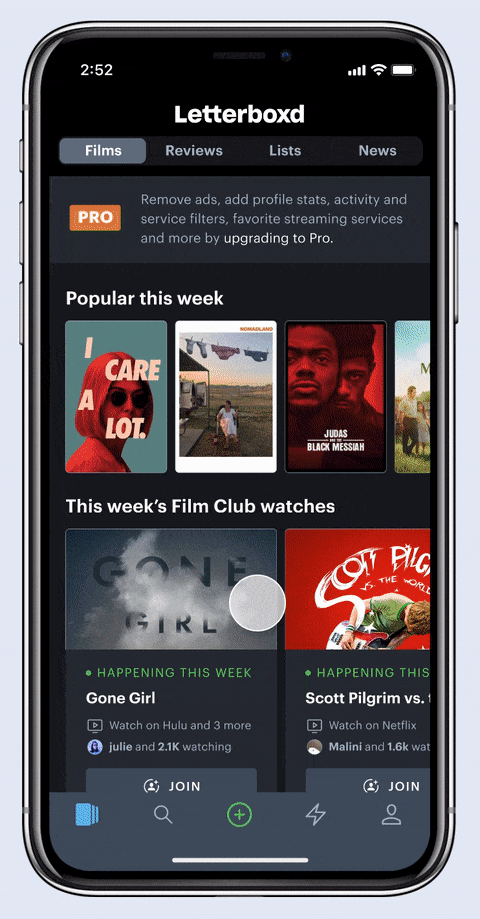 2:52
Letterboxd
Films Reviews Lists News
PRO
Remove ads, add profile stats, activity and
service filters, favorite streaming services
and more by upgrading to Pro.
Popular this week
I
CARE
A
LOT.
NOMADLAND
JUDAS
AND THE
BLACK MESSIAH
M
This week's Film Club watches
GONE
GIRL
SCOTT PILG
VS. THE WORL
HAPPENING THIS WEEK
Gone Girl
Watch on Hulu and 3 more
julie and 2.1K watching
JOIN
HAPPENING THIS
Scott Pilgrim vs. t
Watch on Netflix
Malini and 1.6k wat
JOIN